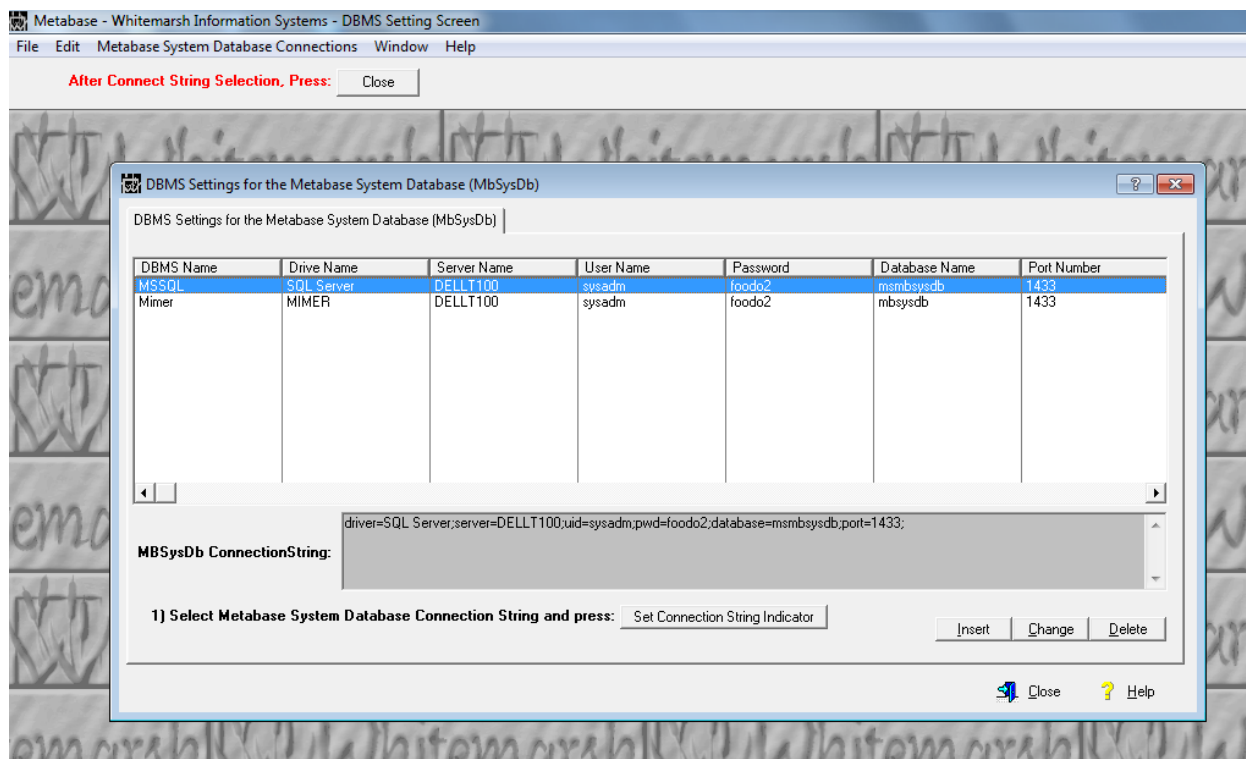 Metabase - Whitemarsh Information Systems - DBMS Setting Screen
File Edit Metabase System Database Connections Window Help
After Connect String Selection, Press: Close
DBMS Settings for the Metabase System Database (MbSysDb)
DBMS Settings for the Metabase System Database (MbSysDb)
DBMS Name Drive Name Server Name User Name Password Database Name Port Number
MSSQL SQL Server DELLT100 sysadm foodo2 msmbsysdb 1433
Mimer MIMER DELLT100 sysadm foodo2 mbsysdb 1433
driver=SQL Server;server=DELLT100;uid=sysadm;pwd=foodo2;database=msmbsysdb;port=1433;
MBSysDb ConnectionString:
1) Select Metabase System Database Connection String and press: Set Connection String Indicator
Insert Change Delete
Close Help